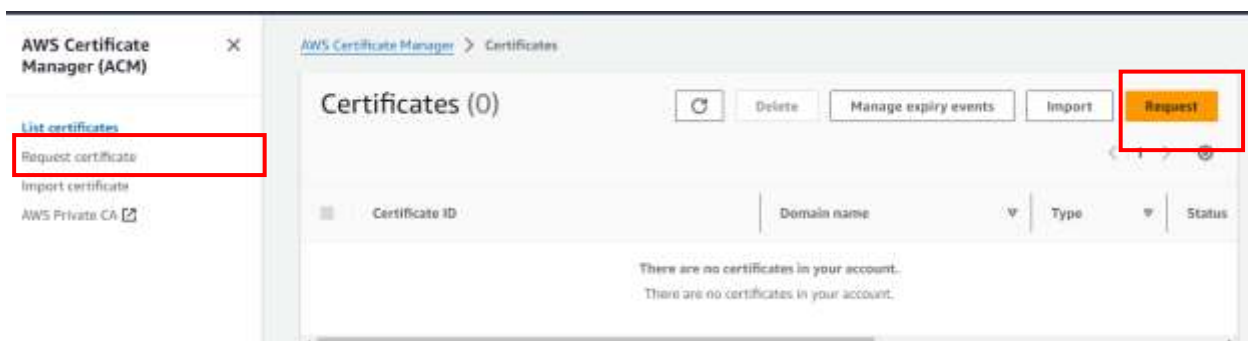 AWS Certificate
Manager (ACM)
List certificates
Request certificate
Import certificate
AWS Private CA
AWS Certificate Manager > Certificates
Certificates (0)
Delete
Manage expiry events
Import
Request
1
Certificate ID
Domain name
Type
Status
There are no certificates in your account.
There are no certificates in your account.